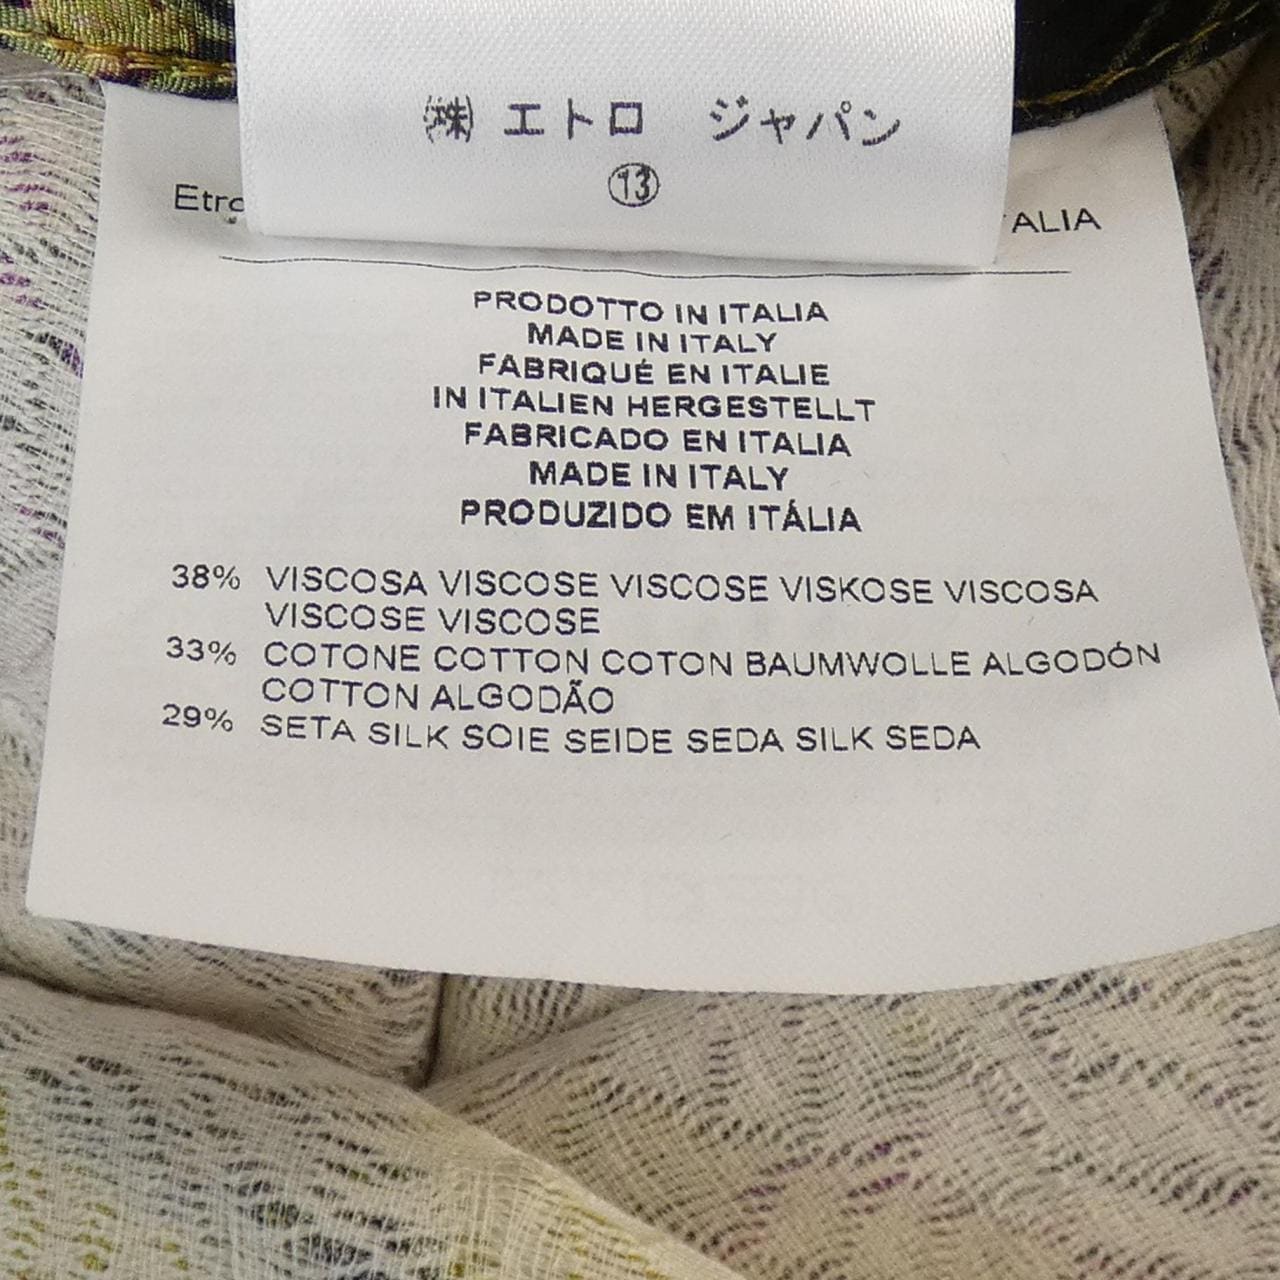 ㈱ エトロ ジャパン
⑬
Etro
ITALIA
PRODOTTO IN ITALIA
MADE IN ITALY
FABRIQUÉ EN ITALIE
IN ITALIEN HERGESTELLT
FABRICADO EN ITALIA
MADE IN ITALY
PRODUZIDO EM ITÁLIA
38% VISCOSA VISCOSE VISCOSE VISKOSE VISCOSA
VISCOSE VISCOSE
33% COTONE COTTON COTON BAUMWOLLE ALGODÓN
COTTON ALGODÃO
29% SETA SILK SOIE SEIDE SEDA SILK SEDA